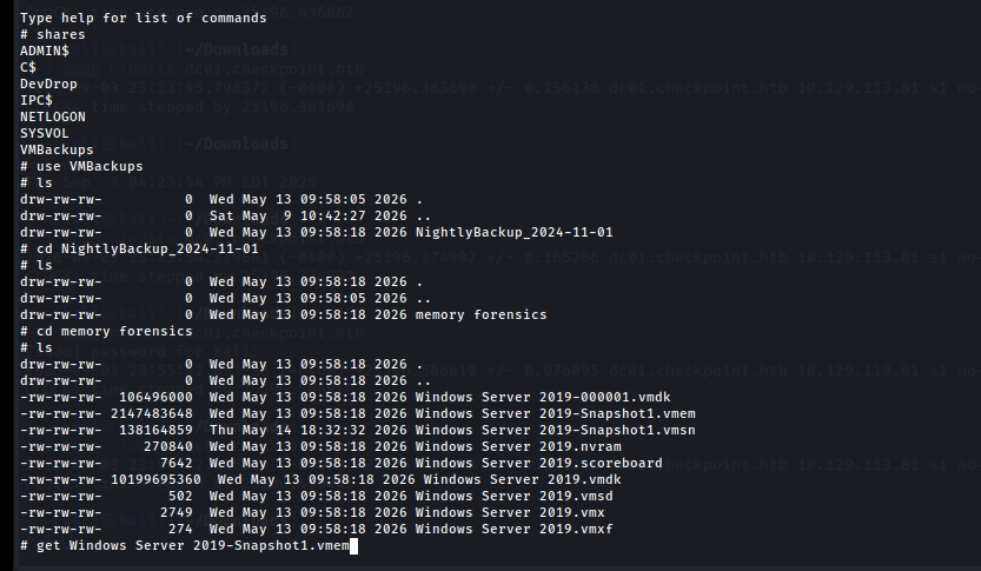 Type help for list of commands
# shares
ADMIN$
C$
DevDrop
IPC$
NETLOGON
SYSVOL
VMBackups
# use VMBackups
# ls
drw-rw-rw-          0  Wed May 13 09:58:05 2026 .
drw-rw-rw-          0  Sat May  9 10:42:27 2026 ..
drw-rw-rw-          0  Wed May 13 09:58:18 2026 NightlyBackup_2024-11-01
# cd NightlyBackup_2024-11-01
# ls
drw-rw-rw-          0  Wed May 13 09:58:18 2026 .
drw-rw-rw-          0  Wed May 13 09:58:05 2026 ..
drw-rw-rw-          0  Wed May 13 09:58:18 2026 memory forensics
# cd memory forensics
# ls
drw-rw-rw-          0  Wed May 13 09:58:18 2026 .
drw-rw-rw-          0  Wed May 13 09:58:18 2026 ..
-rw-rw-rw-  106496000  Wed May 13 09:58:18 2026 Windows Server 2019-000001.vmdk
-rw-rw-rw- 2147483648  Wed May 13 09:58:18 2026 Windows Server 2019-Snapshot1.vmem
-rw-rw-rw-  138164859  Thu May 14 18:32:32 2026 Windows Server 2019-Snapshot1.vmsn
-rw-rw-rw-     270840  Wed May 13 09:58:18 2026 Windows Server 2019.nvram
-rw-rw-rw-       7642  Wed May 13 09:58:18 2026 Windows Server 2019.scoreboard
-rw-rw-rw- 10199695360  Wed May 13 09:58:18 2026 Windows Server 2019.vmdk
-rw-rw-rw-        502  Wed May 13 09:58:18 2026 Windows Server 2019.vmsd
-rw-rw-rw-       2749  Wed May 13 09:58:18 2026 Windows Server 2019.vmx
-rw-rw-rw-        274  Wed May 13 09:58:18 2026 Windows Server 2019.vmxf
# get Windows Server 2019-Snapshot1.vmem